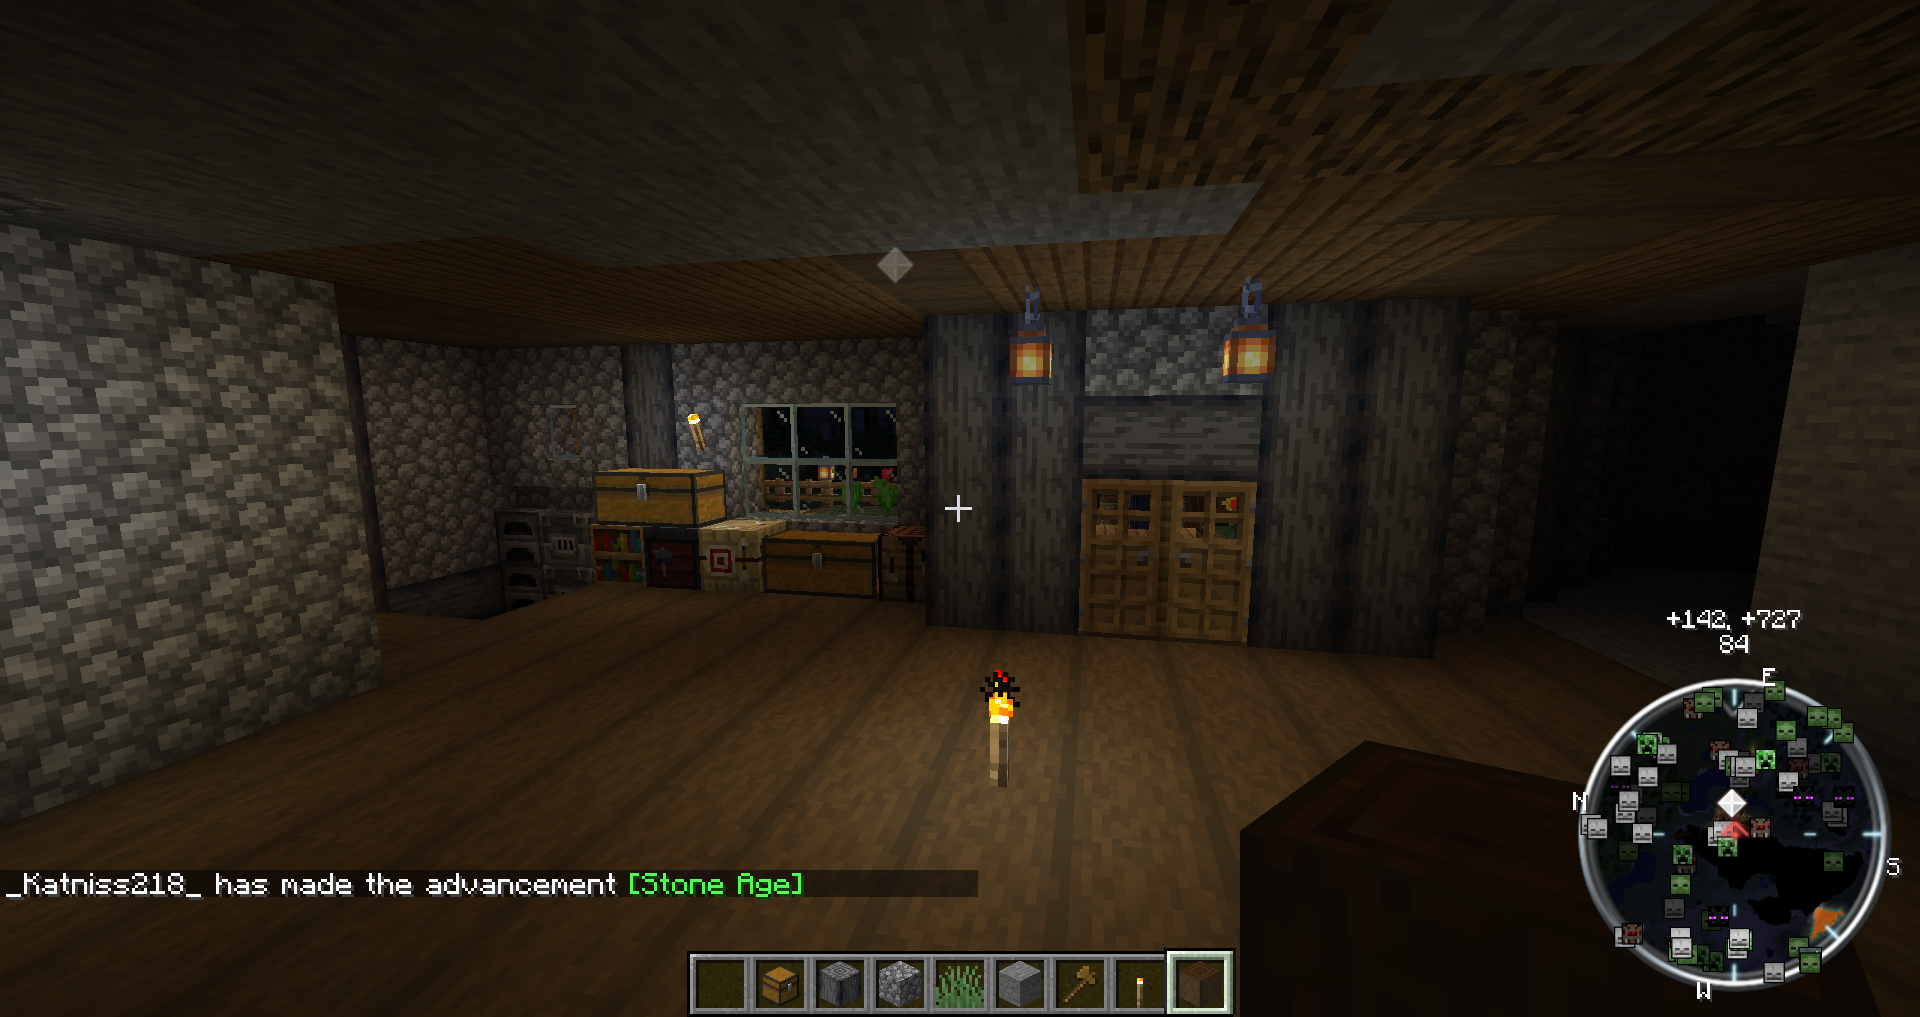 +142, +727
84
E
N
S
W
_Katniss218_ has made the advancement [Stone Age]